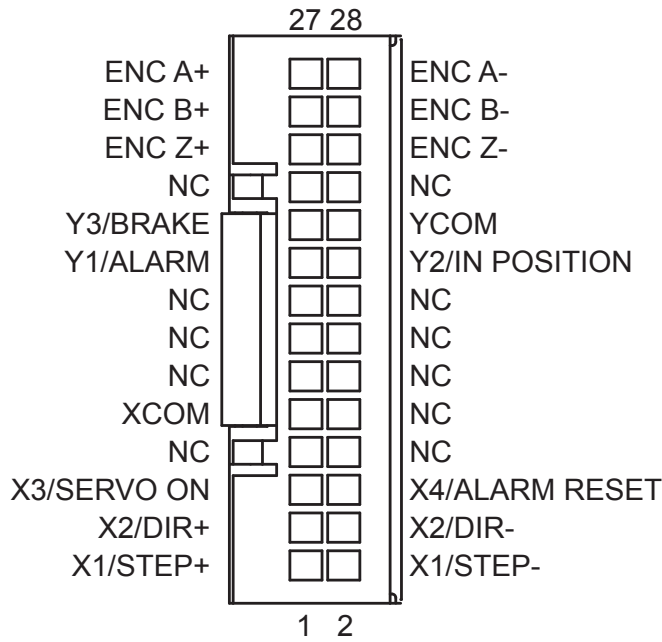 27 28
ENC A+ ENC A-
ENC B+ ENC B-
ENC Z+ ENC Z-
NC NC
Y3/BRAKE YCOM
Y1/ALARM Y2/IN POSITION
NC NC
NC NC
NC NC
XCOM NC
NC NC
X3/SERVO ON X4/ALARM RESET
X2/DIR+ X2/DIR-
X1/STEP+ X1/STEP-
1 2